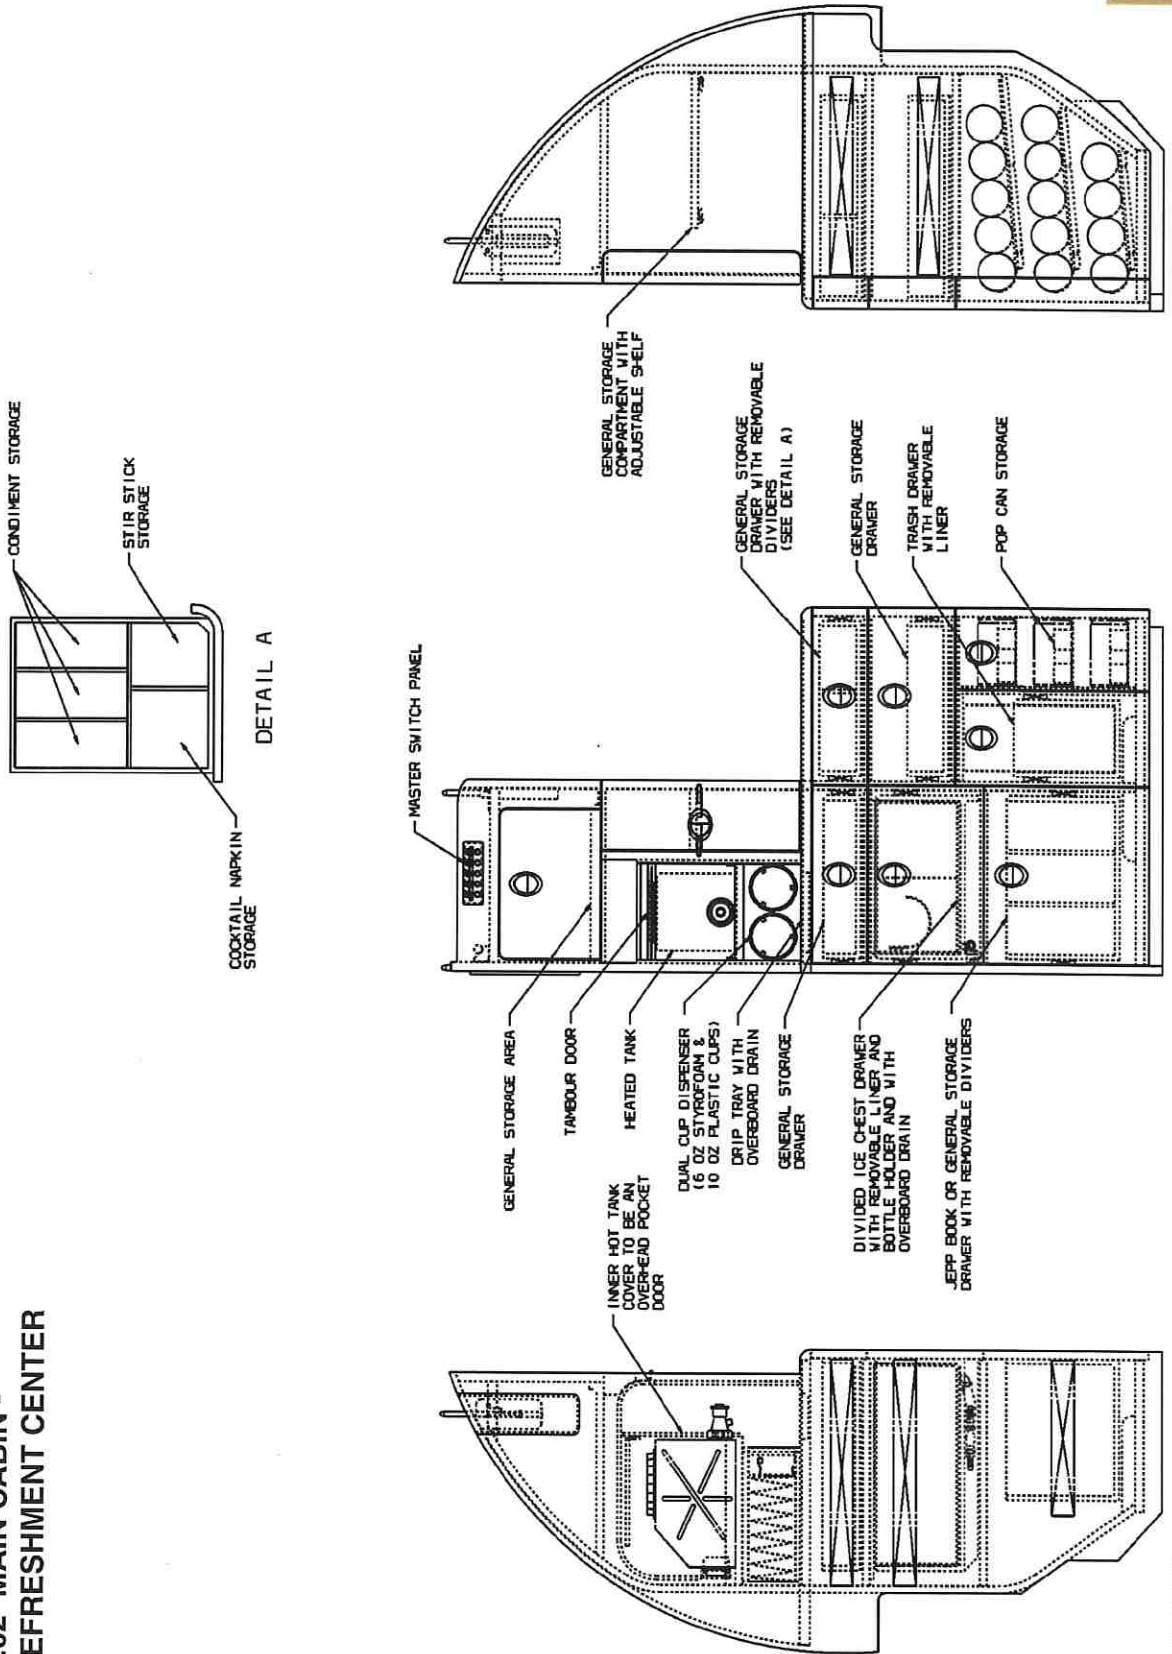 MAIN CABIN -
EFRESHMENT CENTER
CONDIMENT STORAGE
STIR STICK
STORAGE
COCKTAIL NAPKIN
STORAGE
DETAIL A
MASTER SWITCH PANEL
GENERAL STORAGE AREA
TAMBOUR DOOR
HEATED TANK
DUAL CUP DISPENSER
(6 OZ STYROFOAM &
10 OZ PLASTIC CUPS)
DRIP TRAY WITH
OVERBOARD DRAIN
GENERAL STORAGE
DRAWER
DIVIDED ICE CHEST DRAWER
WITH REMOVABLE LINER AND
BOTTLE HOLDER AND WITH
OVERBOARD DRAIN
JEPP BOOK OR GENERAL STORAGE
DRAWER WITH REMOVABLE DIVIDERS
INNER HOT TANK
COVER TO BE AN
OVERHEAD POCKET
DOOR
GENERAL STORAGE
COMPARTMENT WITH
ADJUSTABLE SHELF
GENERAL STORAGE
DRAWER WITH REMOVABLE
DIVIDERS
(SEE DETAIL A)
GENERAL STORAGE
DRAWER
TRASH DRAWER
WITH REMOVABLE
LINER
POP CAN STORAGE